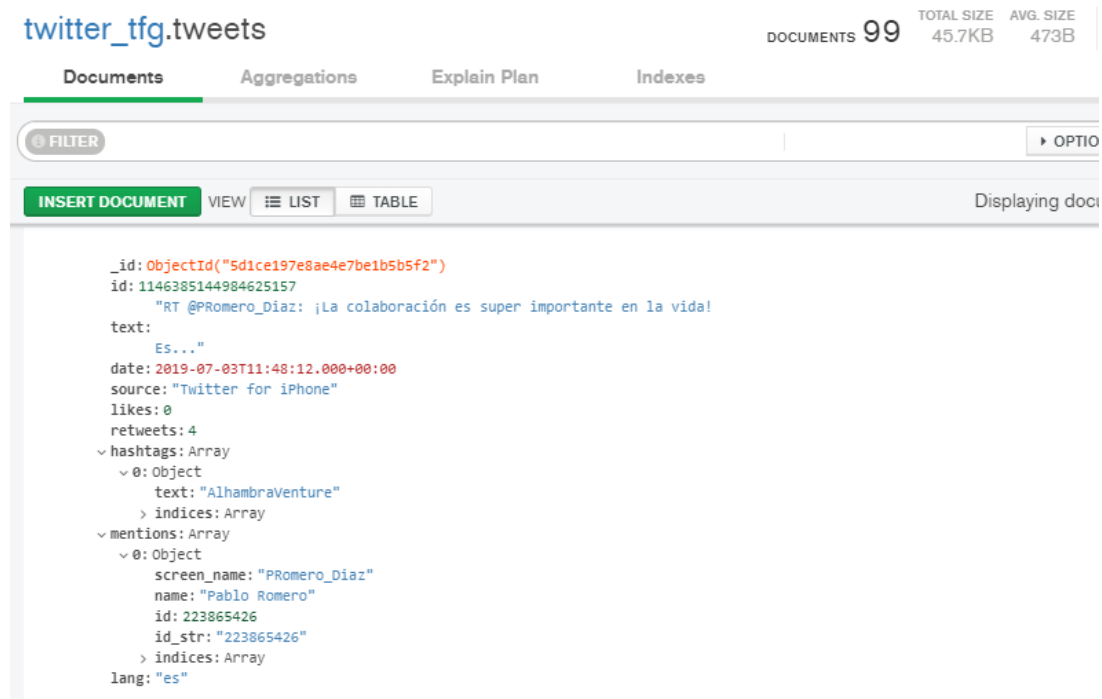 twitter_tfg.tweets
DOCUMENTS 99 TOTAL SIZE 45.7KB AVG. SIZE 473B
Documents Aggregations Explain Plan Indexes
FILTER OPTIO
INSERT DOCUMENT VIEW LIST TABLE Displaying docu
_id: ObjectId("5d1ce197e8ae4e7be1b5b5f2")
id: 1146385144984625157
"RT @PRomero_Diaz: ¡La colaboración es super importante en la vida!
text:
Es..."
date: 2019-07-03T11:48:12.000+00:00
source: "Twitter for iPhone"
likes: 0
retweets: 4
hashtags: Array
0: Object
text: "AlhambraVenture"
indices: Array
mentions: Array
0: Object
screen_name: "PRomero_Diaz"
name: "Pablo Romero"
id: 223865426
id_str: "223865426"
indices: Array
lang: "es"